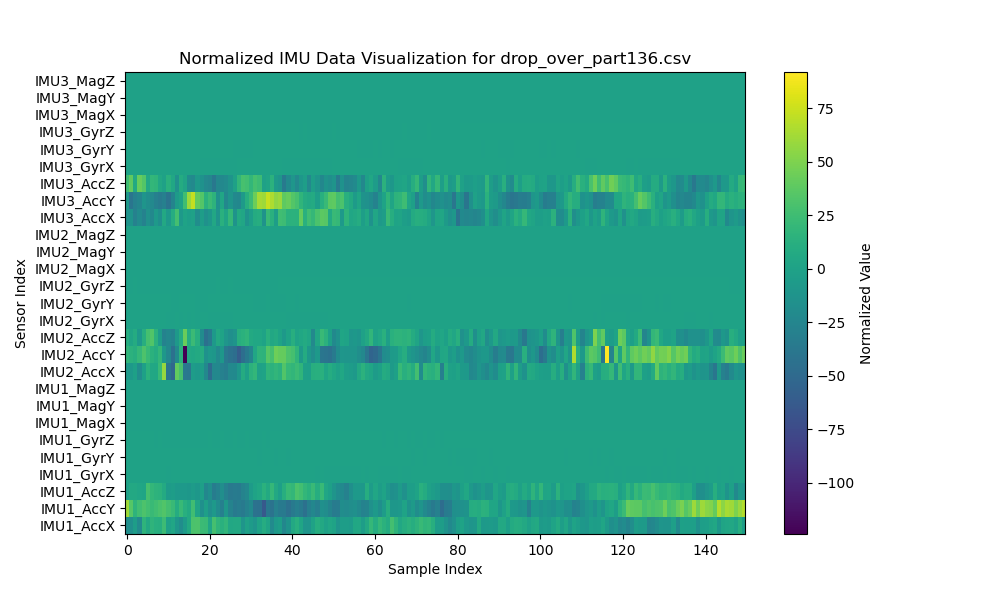 Normalized IMU Data Visualization for drop_over_part136.csv
IMU3_MagZ
IMU3_MagY
IMU3_MagX
IMU3_GyrZ
IMU3_GyrY
IMU3_GyrX
IMU3_AccZ
IMU3_AccY
IMU3_AccX
IMU2_MagZ
IMU2_MagY
IMU2_MagX
IMU2_GyrZ
IMU2_GyrY
IMU2_GyrX
IMU2_AccZ
IMU2_AccY
IMU2_AccX
IMU1_MagZ
IMU1_MagY
IMU1_MagX
IMU1_GyrZ
IMU1_GyrY
IMU1_GyrX
IMU1_AccZ
IMU1_AccY
IMU1_AccX
Sensor Index
0 20 40 60 80 100 120 140
Sample Index
75
50
25
0
−25
−50
−75
−100
Normalized Value